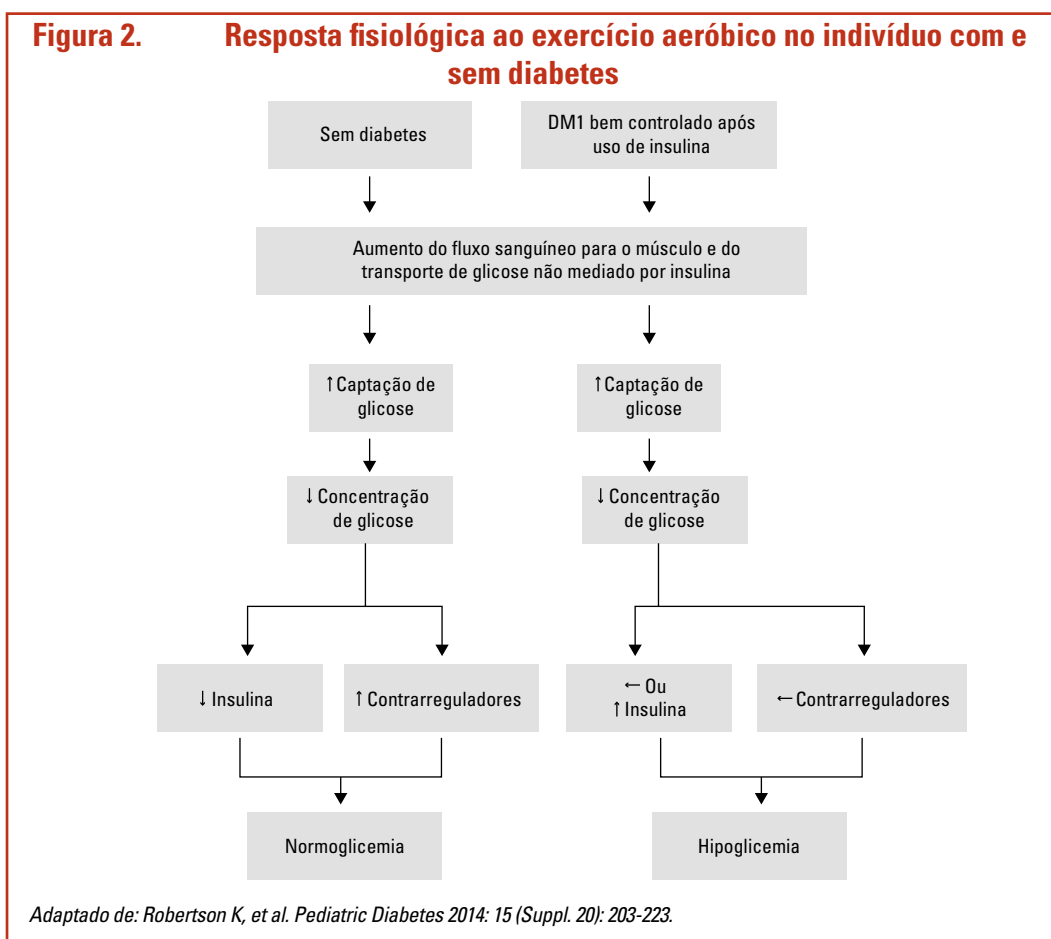 Figura 2. Resposta fisiológica ao exercício aeróbico no indivíduo com e
sem diabetes
Sem diabetes
DM1 bem controlado após
uso de insulina
Aumento do fluxo sanguíneo para o músculo e do
transporte de glicose não mediado por insulina
↑Captação de
glicose
↑Captação de
glicose
↓Concentração
de glicose
↓Concentração
de glicose
↓Insulina
↑Contrarreguladores
← Ou
↑Insulina
←Contrarreguladores
Normoglicemia
Hipoglicemia
Adaptado de: Robertson K, et al. Pediatric Diabetes 2014: 15 (Suppl. 20): 203-223.